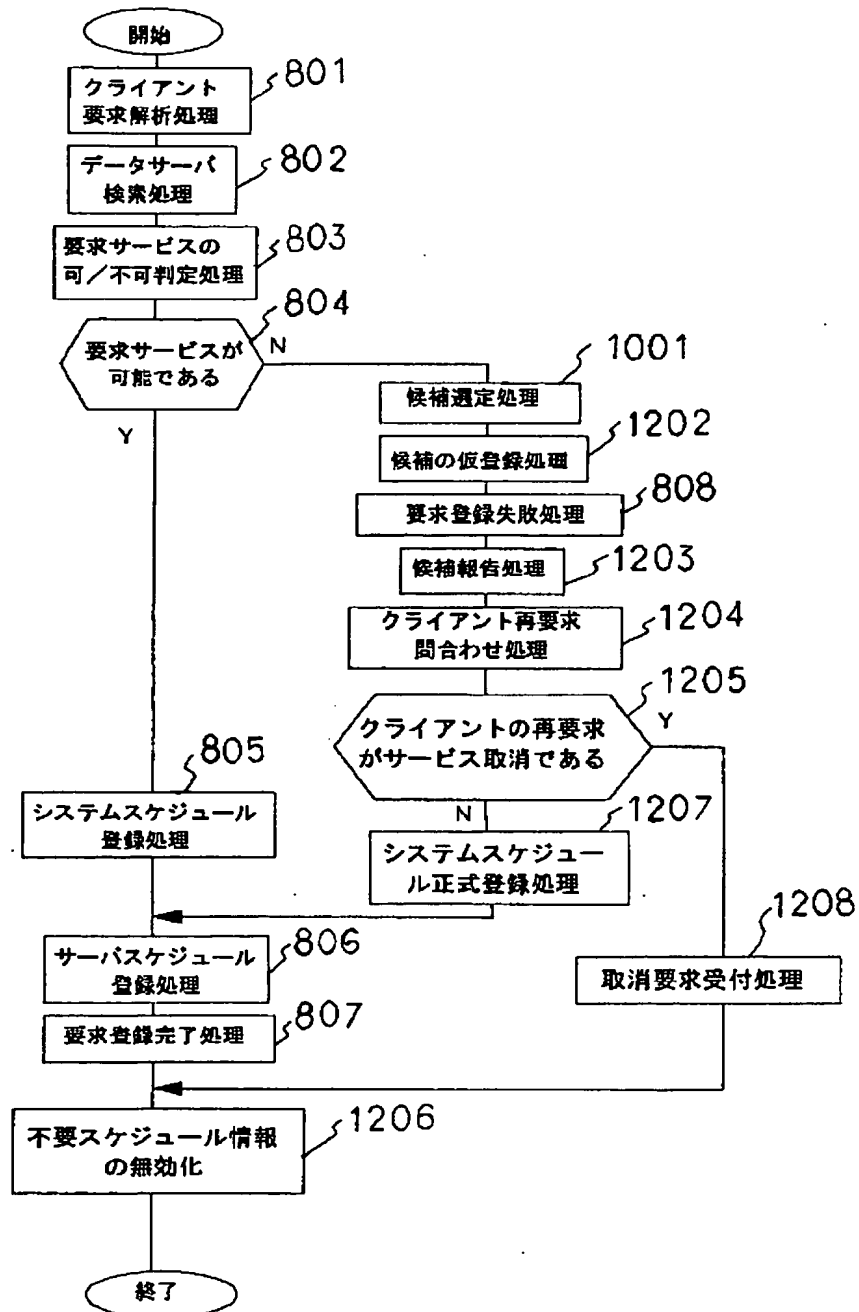 開始
クライアント
要求解析処理
801
データサーバ
検索処理
802
要求サービスの
可／不可判定処理
803
要求サービスが
可能である
804
N
Y
候補選定処理
1001
候補の仮登録処理
1202
要求登録失敗処理
808
候補報告処理
1203
クライアント再要求
問合わせ処理
1204
クライアントの再要求
がサービス取消である
1205
Y
N
システムスケジュール
登録処理
805
システムスケジュー
ル正式登録処理
1207
サーバスケジュール
登録処理
806
取消要求受付処理
1208
要求登録完了処理
807
不要スケジュール情報
の無効化
1206
終了